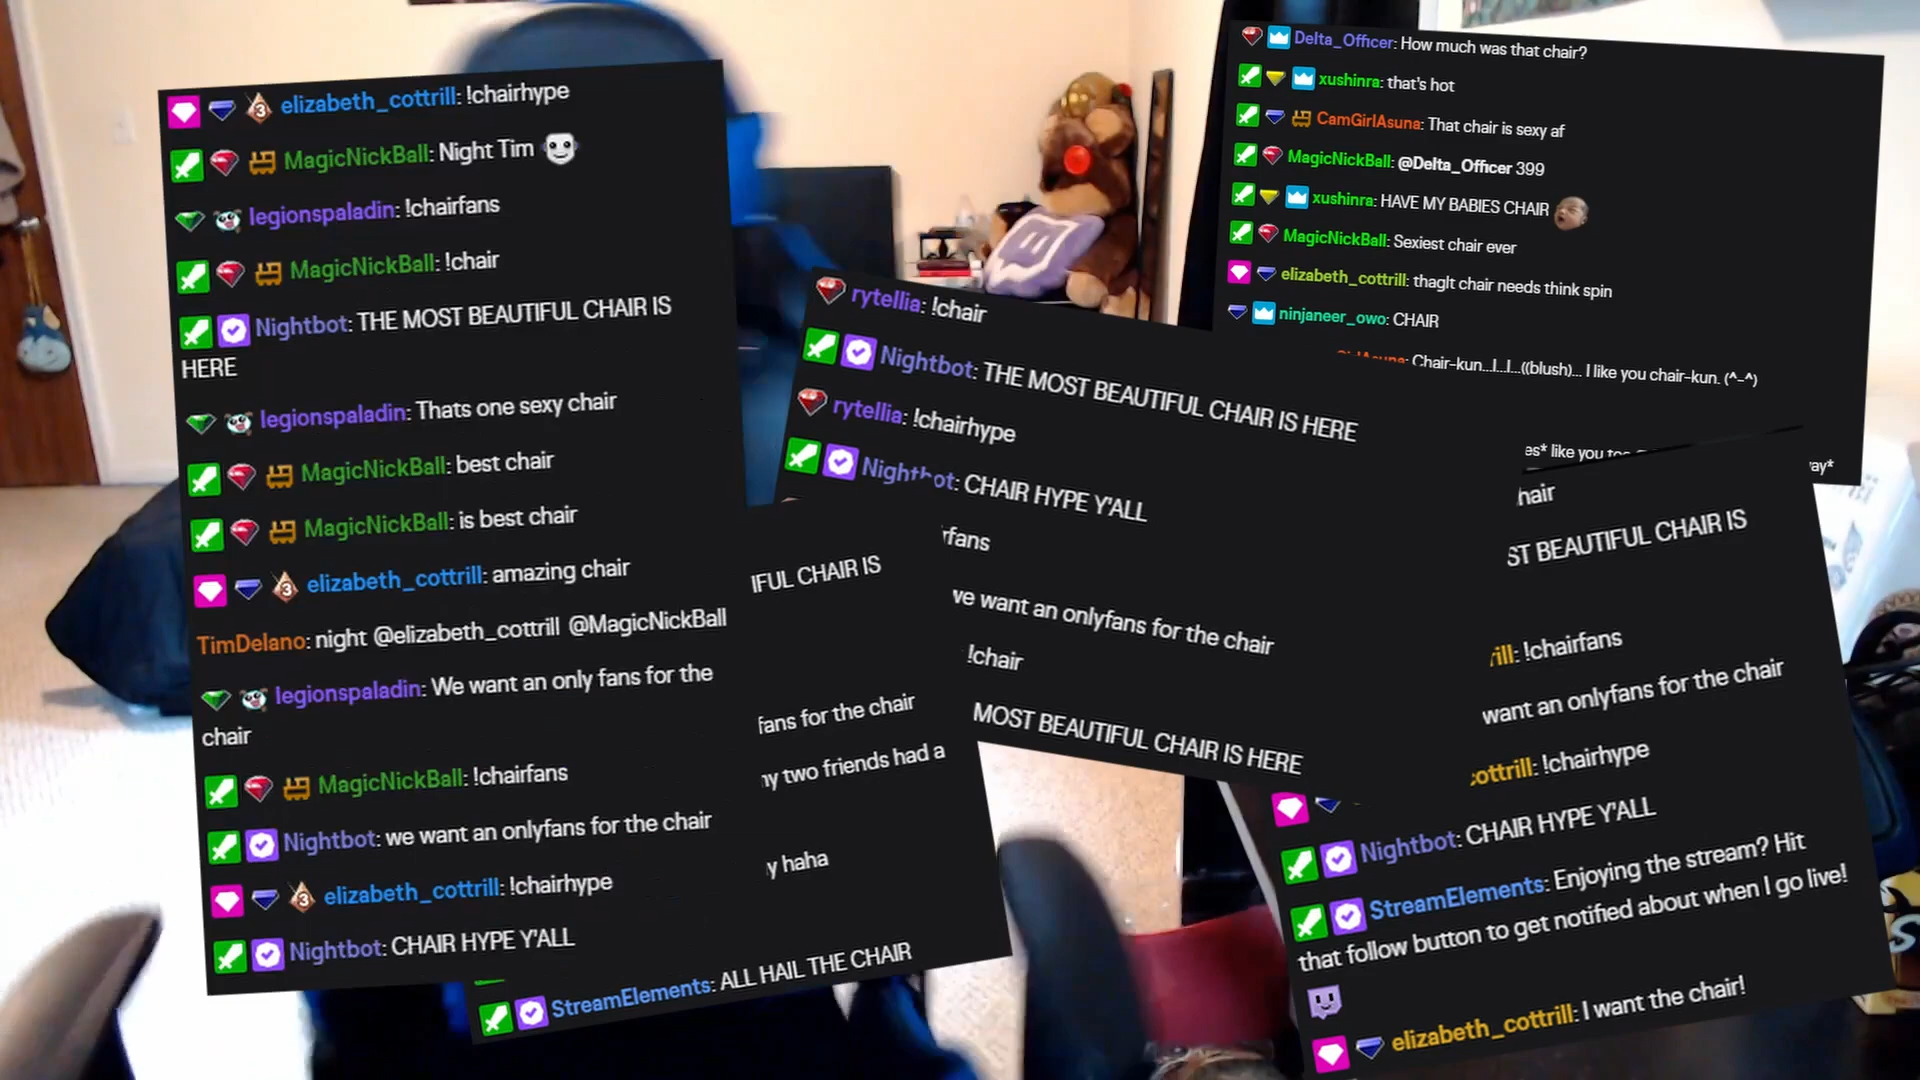 elizabeth_cottrill: !chairhype
MagicNickBall: Night Tim
legionspaladin: !chairfans
MagicNickBall: !chair
Nightbot: THE MOST BEAUTIFUL CHAIR IS
HERE
legionspaladin: Thats one sexy chair
MagicNickBall: best chair
MagicNickBall: is best chair
elizabeth_cottrill: amazing chair
TimDelano: night @elizabeth_cottrill @MagicNickBall
legionspaladin: We want an only fans for the
chair
MagicNickBall: !chairfans
Nightbot: we want an onlyfans for the chair
elizabeth_cottrill: !chairhype
Nightbot: CHAIR HYPE Y'ALL
CHAIR IS
fans for the chair
two friends had a
haha
StreamElements: ALL HAIL THE CHAIR
rytellia: !chair
Nightbot: THE MOST BEAUTIFUL CHAIR IS HERE
rytellia: !chairhype
Nightbot: CHAIR HYPE Y'ALL
fans
we want an onlyfans for the chair
!chair
MOST BEAUTIFUL CHAIR IS HERE
Delta_Officer: How much was that chair?
xushinra: that's hot
CamGirlAsuna: That chair is sexy af
MagicNickBall: @Delta_Officer 399
xushinra: HAVE MY BABIES CHAIR
MagicNickBall: Sexiest chair ever
elizabeth_cottrill: thaglt chair needs think spin
ninjaneer_owo: CHAIR
Chair-kun...I...I...((blush)... I like you chair-kun. (^-^)
like you
hair
BEAUTIFUL CHAIR IS
ill: !chairfans
want an onlyfans for the chair
ottrill: !chairhype
Nightbot: CHAIR HYPE Y'ALL
StreamElements: Enjoying the stream? Hit
that follow button to get notified about when I go live!
elizabeth_cottrill: I want the chair!